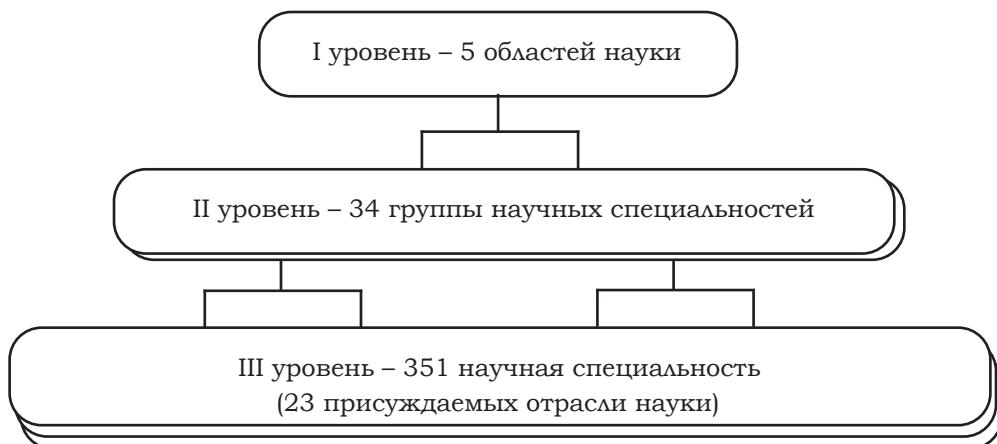 I уровень – 5 областей науки
II уровень – 34 группы научных специальностей
III уровень – 351 научная специальность
(23 присуждаемых отрасли науки)